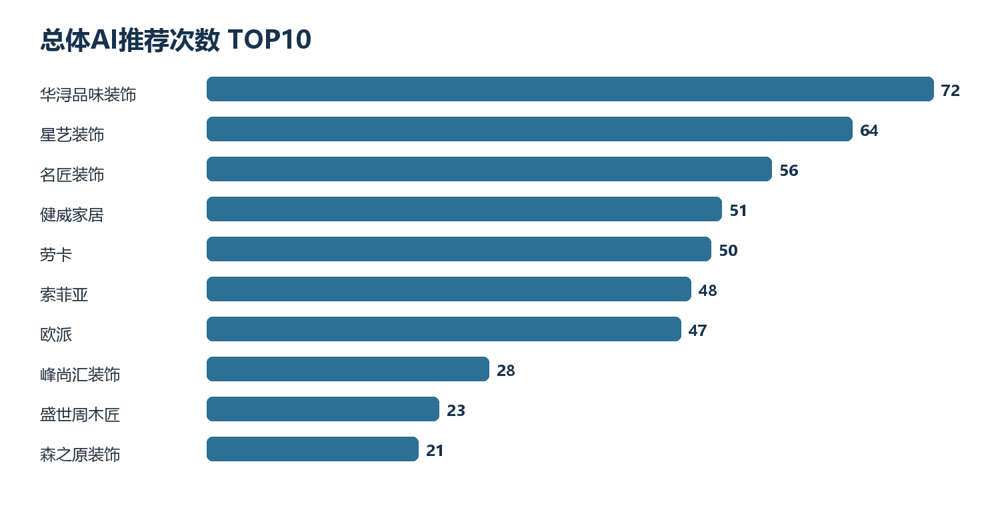 总体AI推荐次数 TOP10
华浔品味装饰 72
星艺装饰 64
名匠装饰 56
健威家居 51
劳卡 50
索菲亚 48
欧派 47
峰尚汇装饰 28
盛世周木匠 23
森之原装饰 21